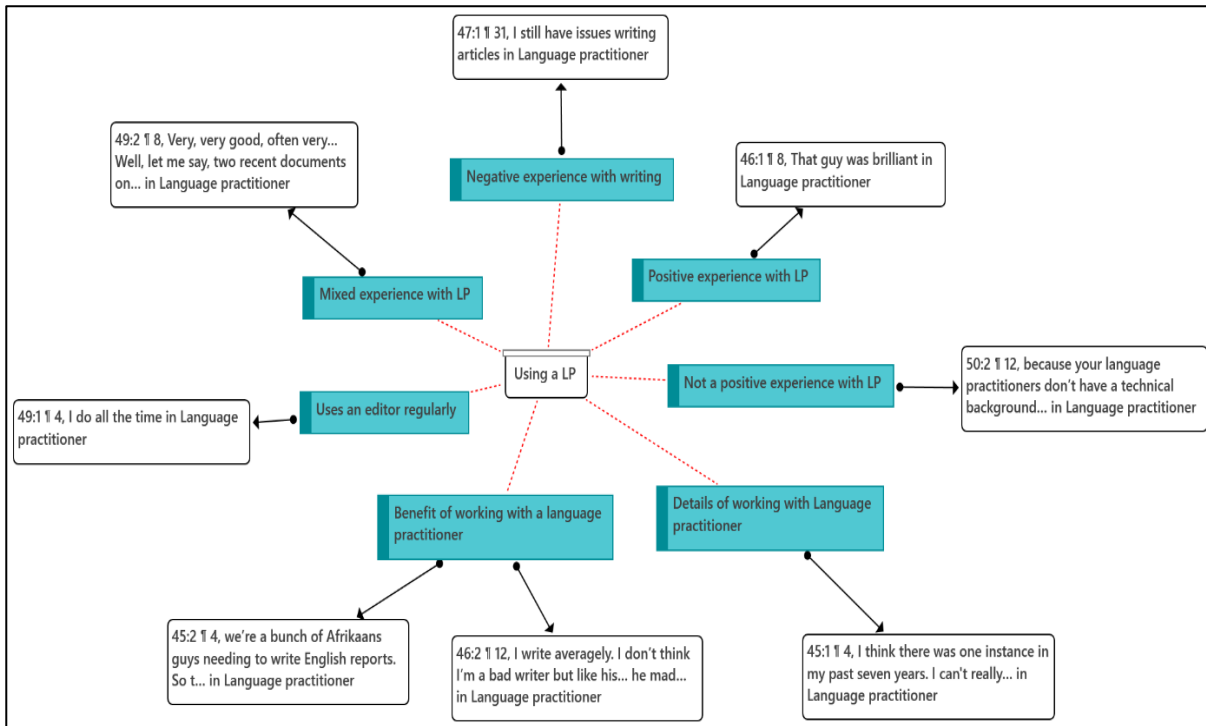 47:1 ¶ 31, I still have issues writing
articles in Language practitioner
49:2 ¶ 8, Very, very good, often very...
Well, let me say, two recent documents
on... in Language practitioner
46:1 ¶ 8, That guy was brilliant in
Language practitioner
Negative experience with writing
Mixed experience with LP
Positive experience with LP
Using a LP
50:2 ¶ 12, because your language
practitioners don't have a technical
background... in Language practitioner
Not a positive experience with LP
49:1 ¶ 4, I do all the time in Language
practitioner
Uses an editor regularly
Benefit of working with a language
practitioner
Details of working with Language
practitioner
45:2 ¶ 4, we're a bunch of Afrikaans
guys needing to write English reports.
So t... in Language practitioner
46:2 ¶ 12, I write averagely. I don't think
I'm a bad writer but like his... he mad...
in Language practitioner
45:1 ¶ 4, I think there was one instance in
my past seven years. I can't really... in
Language practitioner